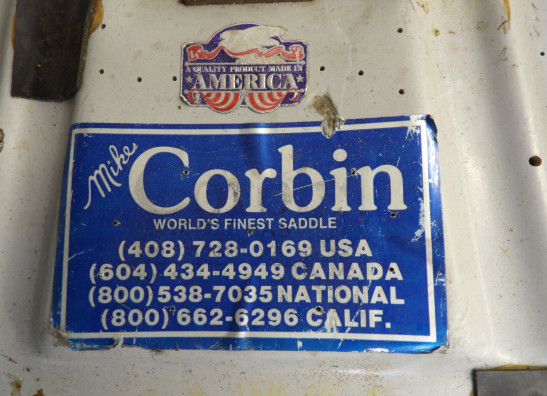 A QUALITY PRODUCT MADE IN
AMERICA
Mike
Corbin
WORLD'S FINEST SADDLE
(408) 728-0169 USA
(604) 434-4949 CANADA
(800) 538-7035 NATIONAL
(800) 662-6296 CALIF.